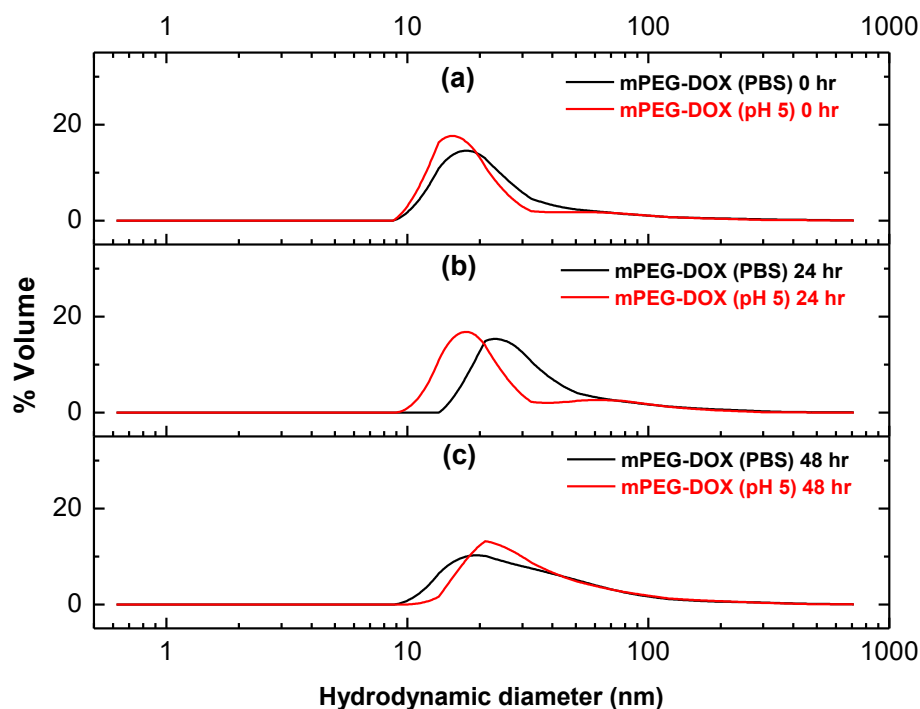 1 10 100 1000
(a)
mPEG-DOX (PBS) 0 hr
mPEG-DOX (pH 5) 0 hr
20
0
(b)
mPEG-DOX (PBS) 24 hr
mPEG-DOX (pH 5) 24 hr
20
0
% Volume
(c)
mPEG-DOX (PBS) 48 hr
mPEG-DOX (pH 5) 48 hr
20
0
1 10 100 1000
Hydrodynamic diameter (nm)